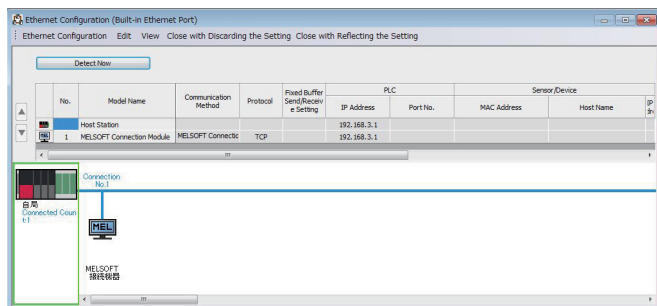 Ethernet Configuration (Built-in Ethernet Port)
Ethernet Configuration Edit View Close with Discarding the Setting Close with Reflecting the Setting
Detect Now
No. Model Name Communication Method Protocol Fixed Buffer Send/Receive Setting PLC Sensor/Device
IP Address Port No. MAC Address Host Name
Host Station 192.168.3.1
1 MELSOFT Connection Module MELSOFT Connectic TCP 192.168.3.1
Connection
No.1
自局
Connected Coun
t:1
MEL
MELSOFT
接続機器